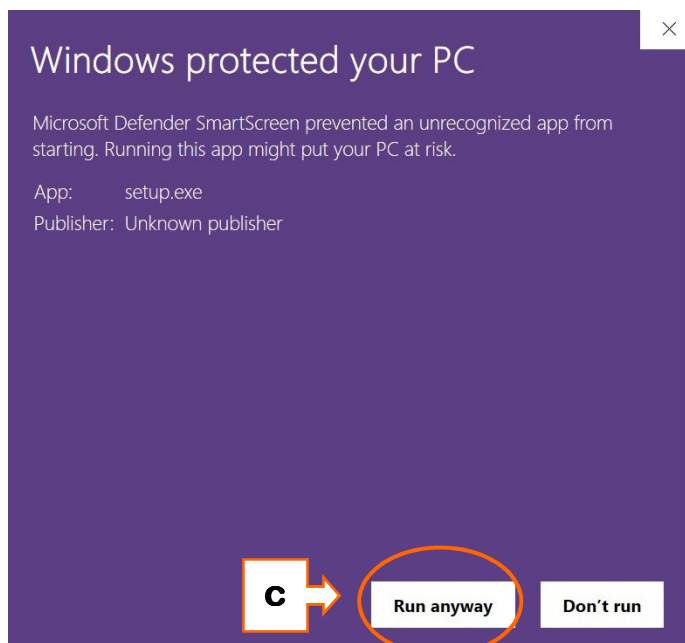 Windows protected your PC
Microsoft Defender SmartScreen prevented an unrecognized app from
starting. Running this app might put your PC at risk.
App: setup.exe
Publisher: Unknown publisher
C
Run anyway
Don't run